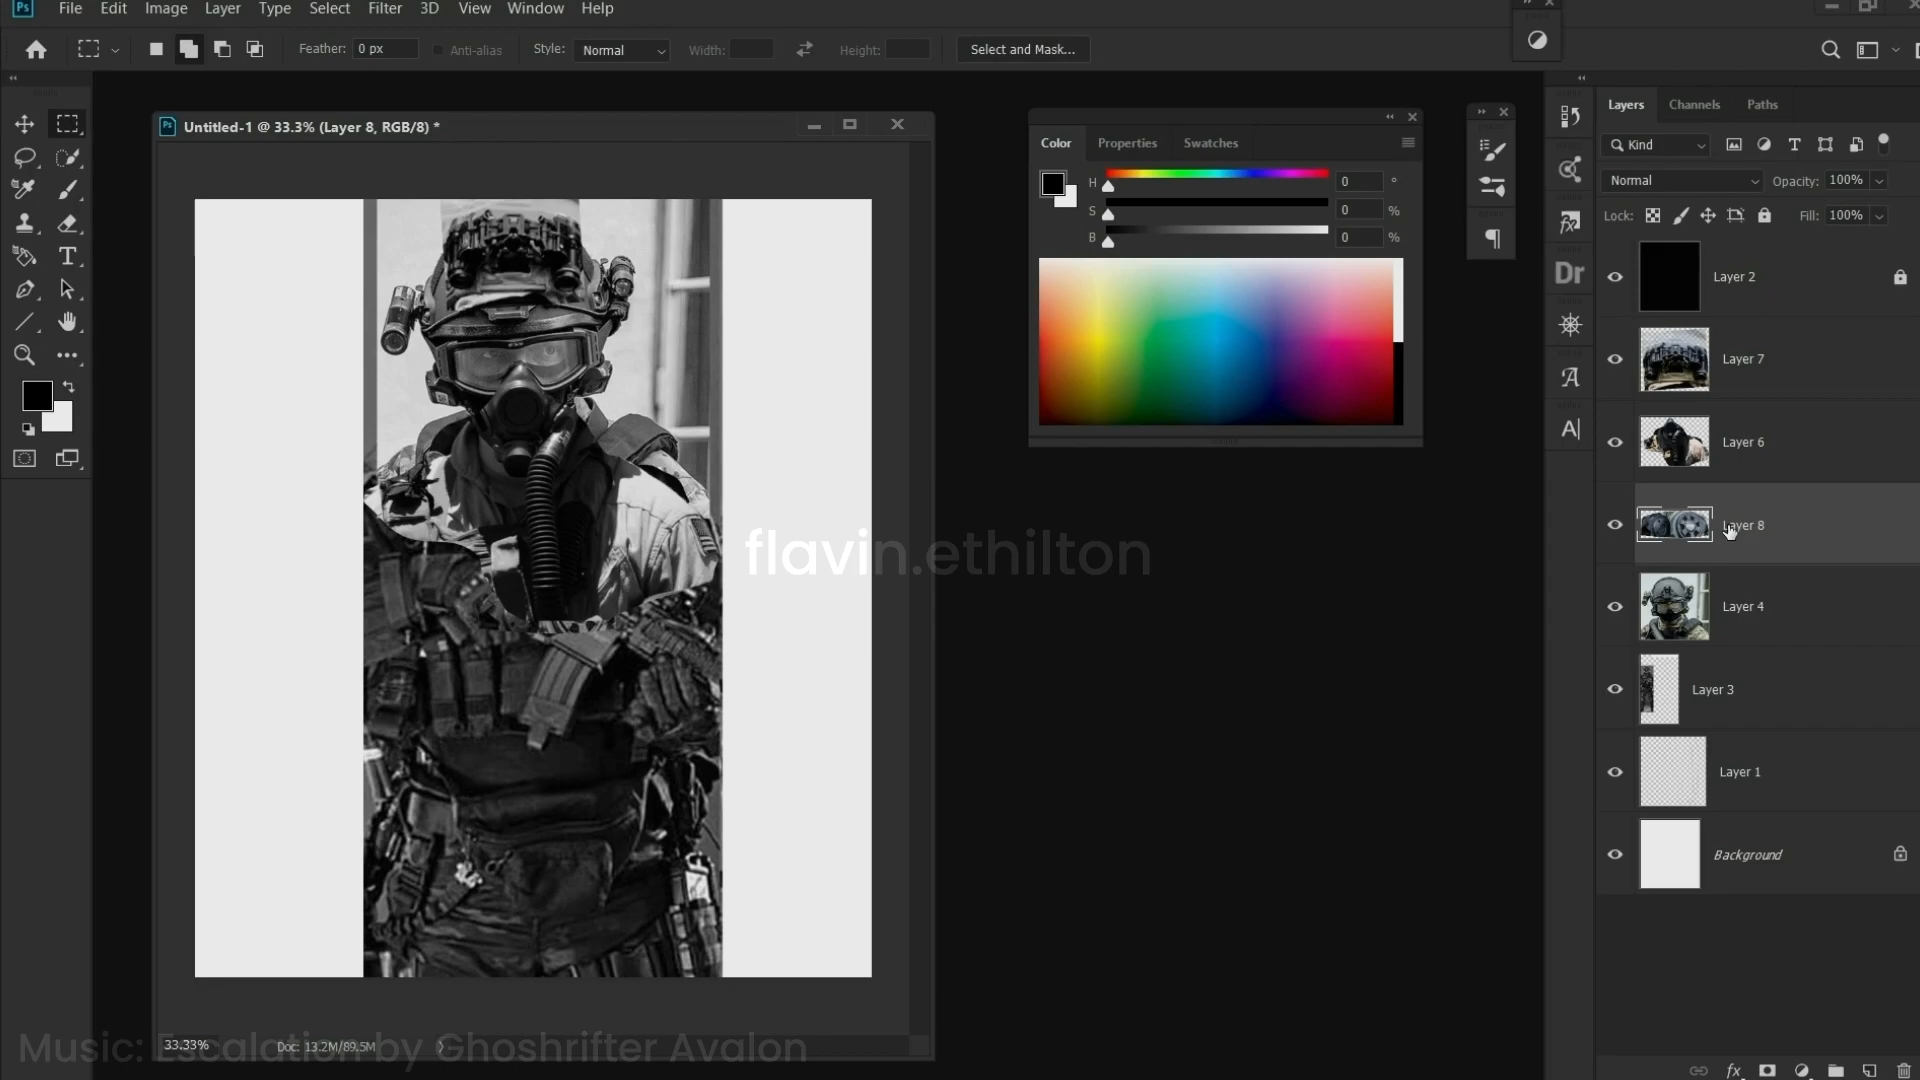 Ps File Edit Image Layer Type Select Filter 3D View Window Help
Feather: 0 px Anti-alias Style: Normal Width: Height: Select and Mask...
Untitled-1 @ 33.3% (Layer 8, RGB/8) *
Color Properties Swatches
H 0 °
S 0 %
B 0 %
Layers Channels Paths
Kind
Normal Opacity: 100%
Lock: Fill: 100%
Layer 2
Layer 7
Layer 6
Layer 8
Layer 4
Layer 3
Layer 1
Background
Dr
flavin.ethilton
33.33% Doc: 13.2M/89.5M
Music: Escalation by Ghoshrifter Avalon